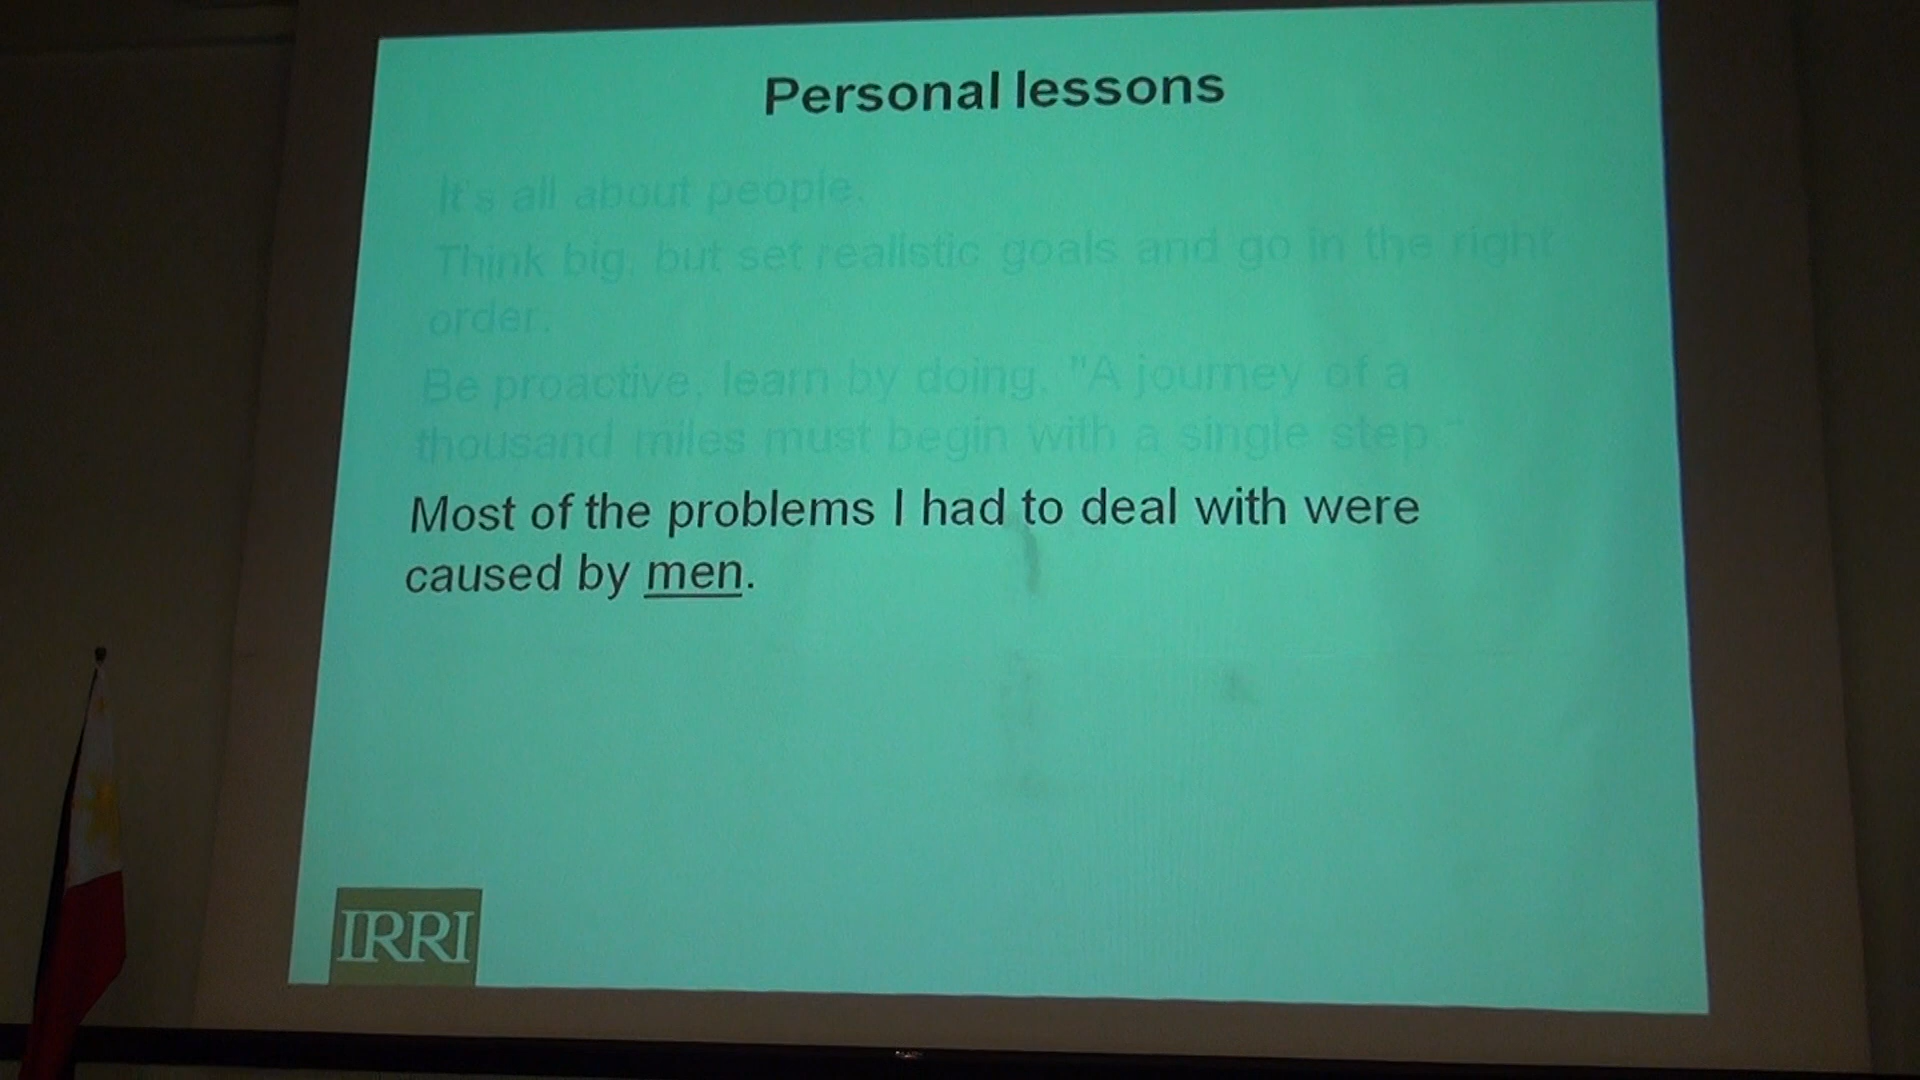 Personal lessons
It's all about people.
Think big, but set realistic goals and go in the right
order.
Be proactive, learn by doing. "A journey of a
thousand miles must begin with a single step."
Most of the problems I had to deal with were
caused by men.
IRRI